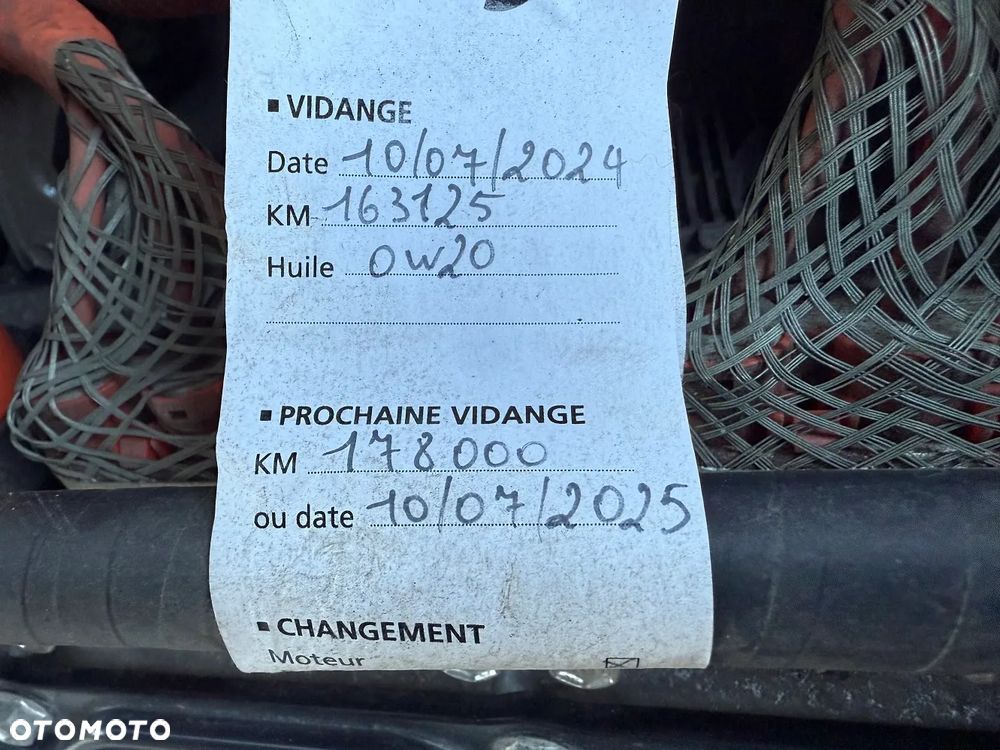 ▪ VIDANGE
Date 10/07/2024
KM 163125
Huile 0W20
▪ PROCHAINE VIDANGE
KM 178000
ou date 10/07/2025
▪ CHANGEMENT
Moteur
OTOMOTO